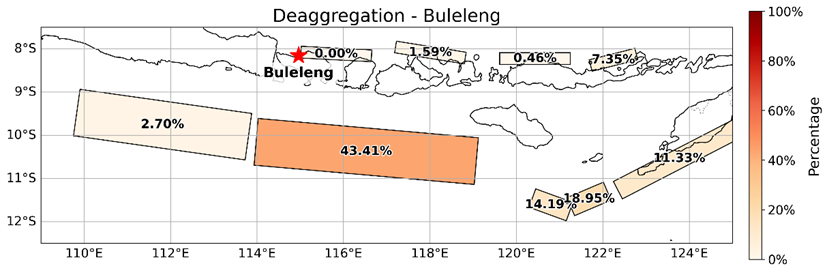 Deaggregation - Buleleng
100%
8°S
0.00%
1.59%
0.46%
7.35%
Buleleng
80%
9°S
2.70%
60%
10°S
43.41%
11.33%
40%
11°S
14.19%
18.95%
20%
12°S
0%
110°E 112°E 114°E 116°E 118°E 120°E 122°E 124°E
Percentage